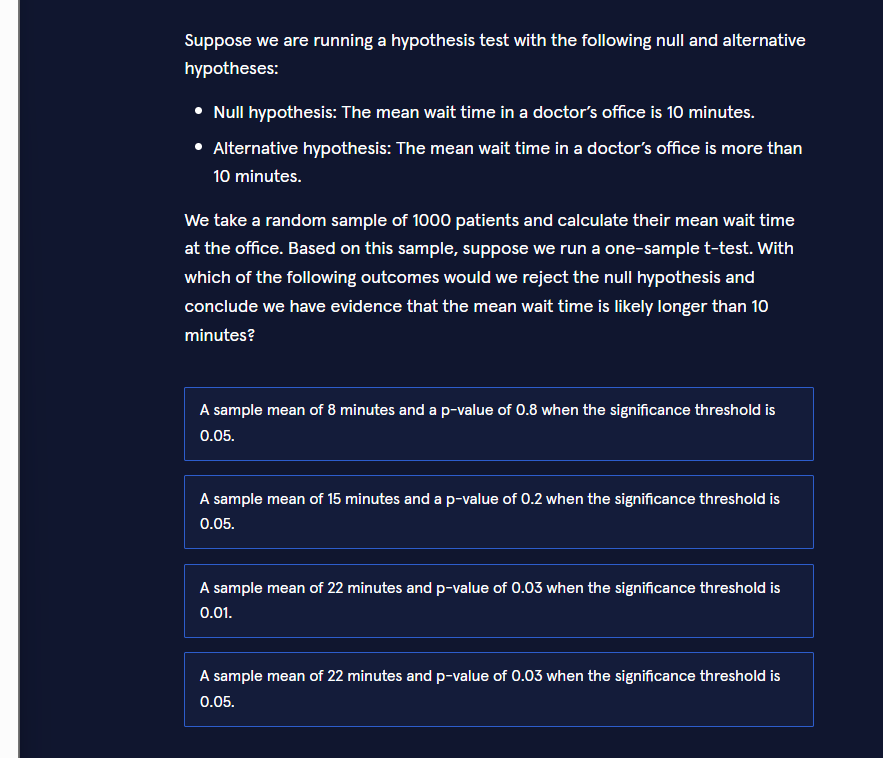 Suppose we are running a hypothesis test with the following null and alternative
hypotheses:
• Null hypothesis: The mean wait time in a doctor’s office is 10 minutes.
• Alternative hypothesis: The mean wait time in a doctor’s office is more than
10 minutes.
We take a random sample of 1000 patients and calculate their mean wait time
at the office. Based on this sample, suppose we run a one-sample t-test. With
which of the following outcomes would we reject the null hypothesis and
conclude we have evidence that the mean wait time is likely longer than 10
minutes?
A sample mean of 8 minutes and a p-value of 0.8 when the significance threshold is
0.05.
A sample mean of 15 minutes and a p-value of 0.2 when the significance threshold is
0.05.
A sample mean of 22 minutes and p-value of 0.03 when the significance threshold is
0.01.
A sample mean of 22 minutes and p-value of 0.03 when the significance threshold is
0.05.